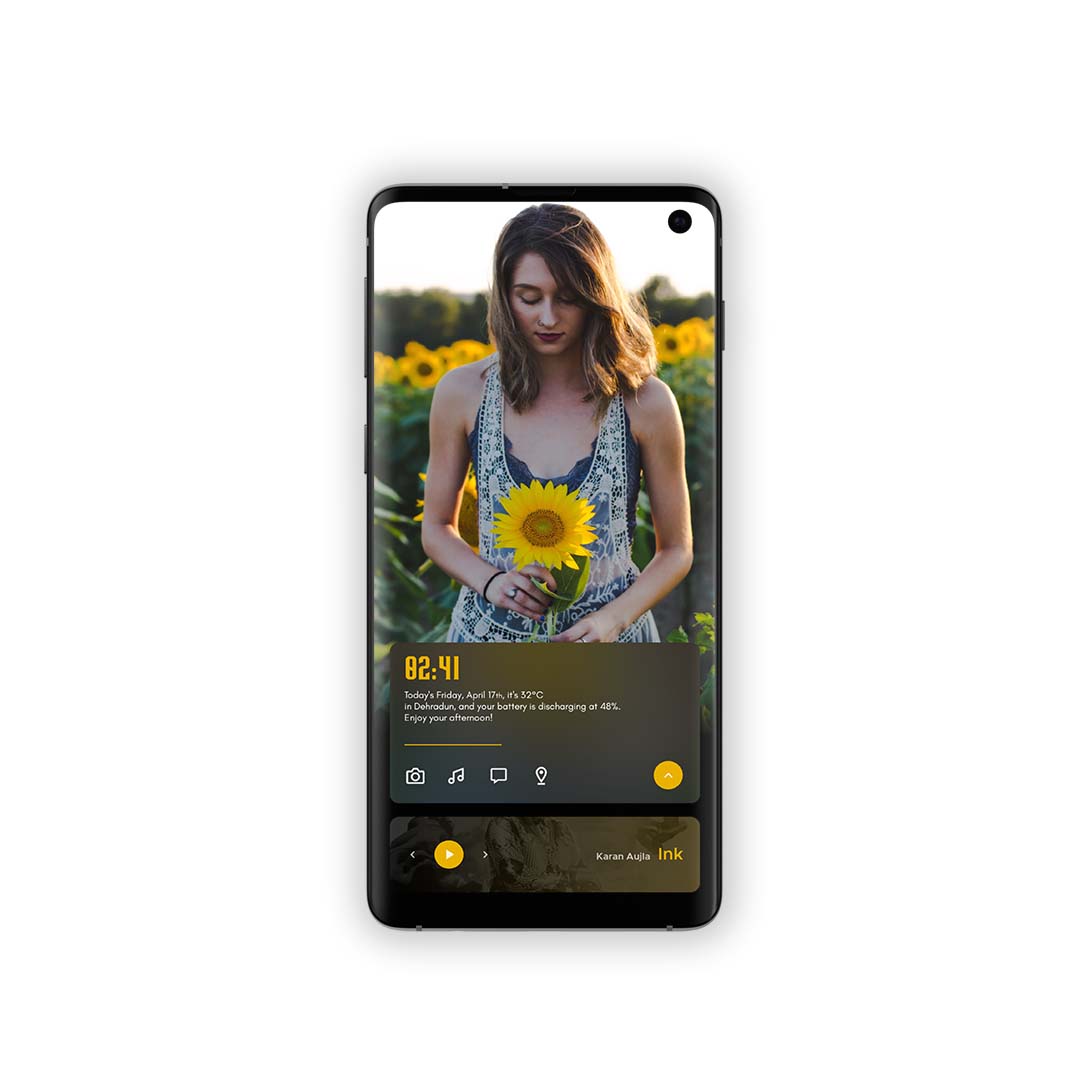 02:41
Today's Friday, April 17th, it's 32°C
in Dehradun, and your battery is discharging at 48%.
Enjoy your afternoon!
Karan Aujla Ink